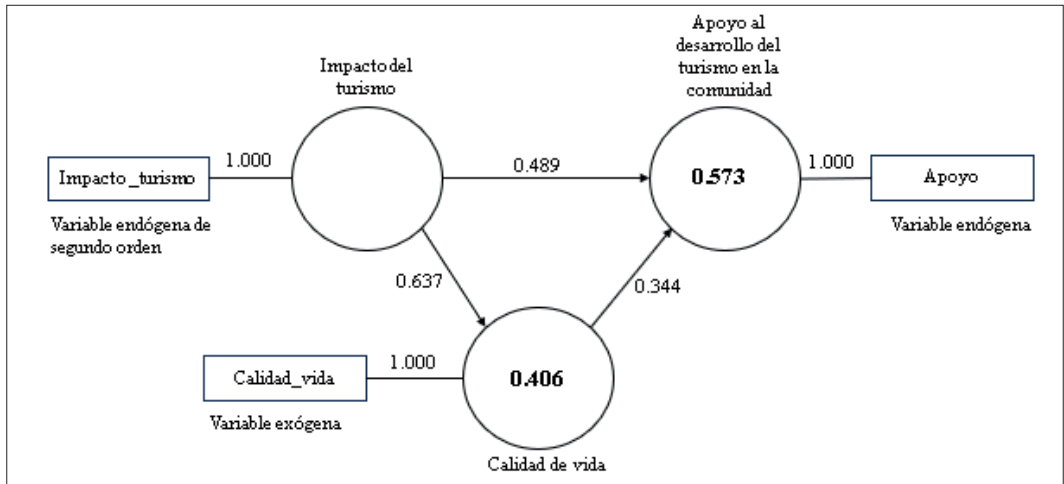 Impacto del
turismo
Apoyo al
desarrollo del
turismo en la
comunidad
1.000
Impacto_turismo
Variable endógena de
segundo orden
0.489
0.573
1.000
Apoyo
Variable endógena
0.637
0.344
1.000
Calidad_vida
Variable exógena
0.406
Calidad de vida